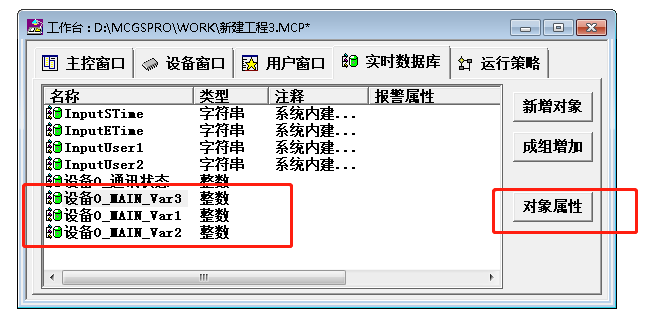 工作台 : D:\MCGSPRO\WORK\新建工程3.MCP*
主控窗口 设备窗口 用户窗口 实时数据库 运行策略
名称 类型 注释 报警属性
InputSTime 字符串 系统内建...
InputETime 字符串 系统内建...
InputUser1 字符串 系统内建...
InputUser2 字符串 系统内建...
设备0_通讯状态 整数
设备0_MAIN_Var3 整数
设备0_MAIN_Var1 整数
设备0_MAIN_Var2 整数
新增对象
成组增加
对象属性